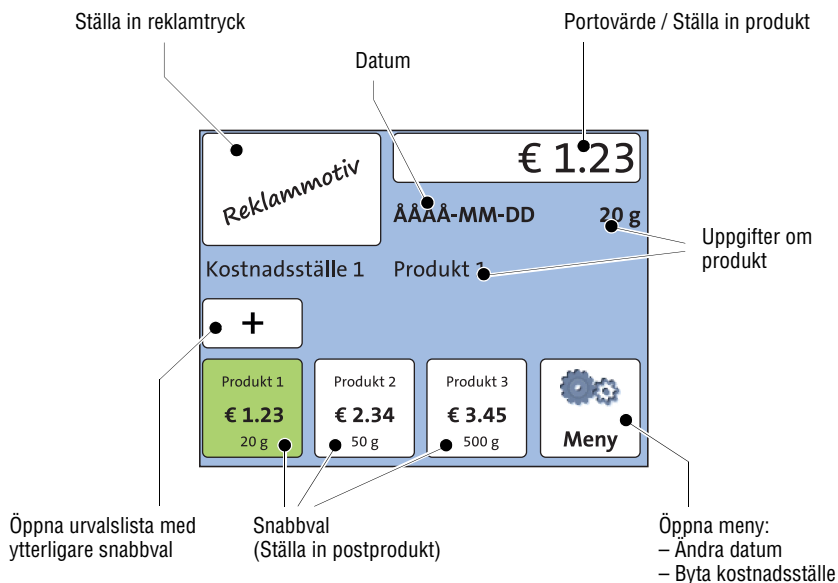 Ställa in reklamtryck
Portovärde / Ställa in produkt
Datum
Reklammotiv
€ 1.23
ÅÅÅÅ-MM-DD
20 g
Uppgifter om
produkt
Kostnadsställe 1
Produkt 1
+
Produkt 1
€ 1.23
20 g
Produkt 2
€ 2.34
50 g
Produkt 3
€ 3.45
500 g
Meny
Öppna urvalslista med
ytterligare snabbval
Snabbval
(Ställa in postprodukt)
Öppna meny:
– Ändra datum
– Byta kostnadsställe